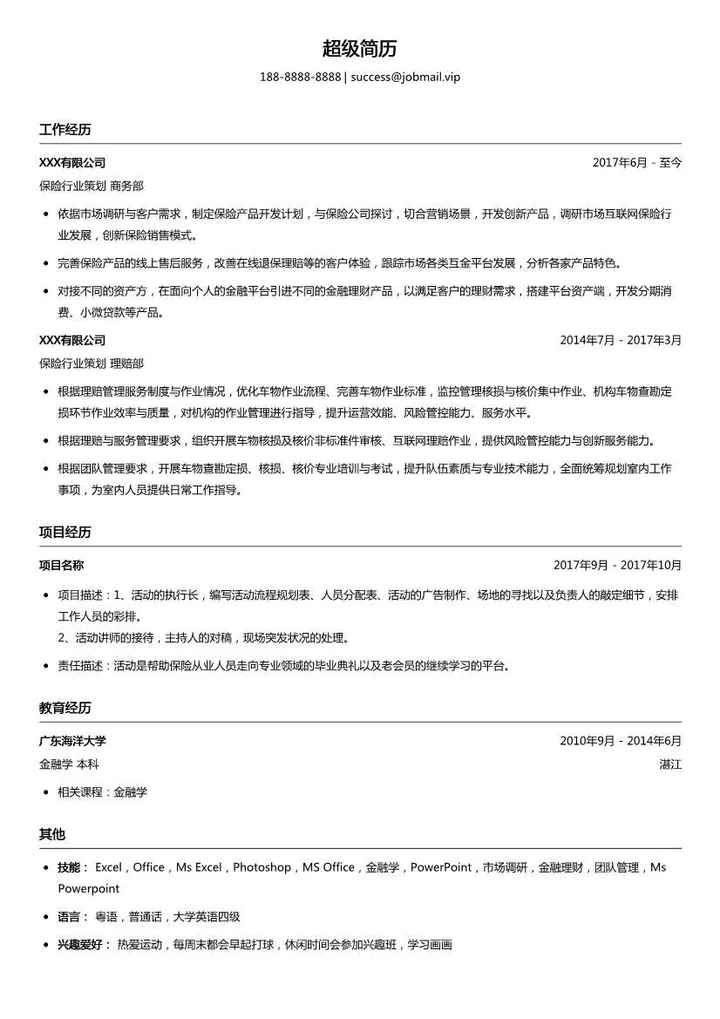 超级简历
188-8888-8888 | success@jobmail.vip
工作经历
XXX有限公司 2017年6月 - 至今
保险行业策划 商务部
• 依据市场调研与客户需求，制定保险产品开发计划，与保险公司探讨，切合营销场景，开发创新产品，调研市场互联网保险行
业发展，创新保险销售模式。
• 完善保险产品的线上售后服务，改善在线退保理赔等的客户体验，跟踪市场各类互金平台发展，分析各家产品特色。
• 对接不同的资产方，在面向个人的金融平台引进不同的金融理财产品，以满足客户的理财需求，搭建平台资产端，开发分期消
费、小微贷款等产品。
XXX有限公司 2014年7月 - 2017年3月
保险行业策划 理赔部
• 根据理赔管理服务制度与作业情况，优化车物作业流程、完善车物作业标准，监控管理核损与核价集中作业、机构车物查勘定
损环节作业效率与质量，对机构的作业管理进行指导，提升运营效能、风险管控能力、服务水平。
• 根据理赔与服务管理要求，组织开展车物核损及核价非标准件审核、互联网理赔作业，提供风险管控能力与创新服务能力。
• 根据团队管理要求，开展车物查勘定损、核损、核价专业培训与考试，提升队伍素质与专业技术能力，全面统筹规划室内工作
事项，为室内人员提供日常工作指导。
项目经历
项目名称 2017年9月 - 2017年10月
• 项目描述：1、活动的执行长，编写活动流程规划表、人员分配表、活动的广告制作、场地的寻找以及负责人的敲定细节，安排
工作人员的彩排。
2、活动讲师的接待，主持人的对稿，现场突发状况的处理。
• 责任描述：活动是帮助保险从业人员走向专业领域的毕业典礼以及老会员的继续学习的平台。
教育经历
广东海洋大学 2010年9月 - 2014年6月
金融学 本科 湛江
• 相关课程：金融学
其他
• 技能： Excel，Office，Ms Excel，Photoshop，MS Office，金融学，PowerPoint，市场调研，金融理财，团队管理，Ms
Powerpoint
• 语言： 粤语，普通话，大学英语四级
• 兴趣爱好： 热爱运动，每周末都会早起打球，休闲时间会参加兴趣班，学习画画